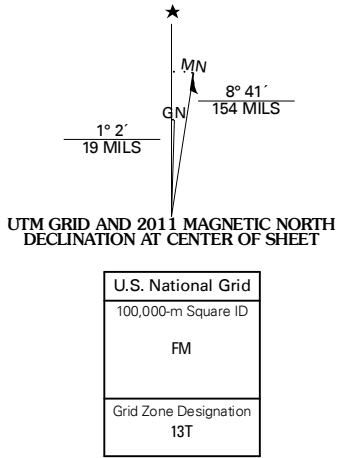 MN
8° 41´
154 MILS
GN
1° 2´
19 MILS
UTM GRID AND 2011 MAGNETIC NORTH
DECLINATION AT CENTER OF SHEET
U.S. National Grid
100,000-m Square ID
FM
Grid Zone Designation
13T